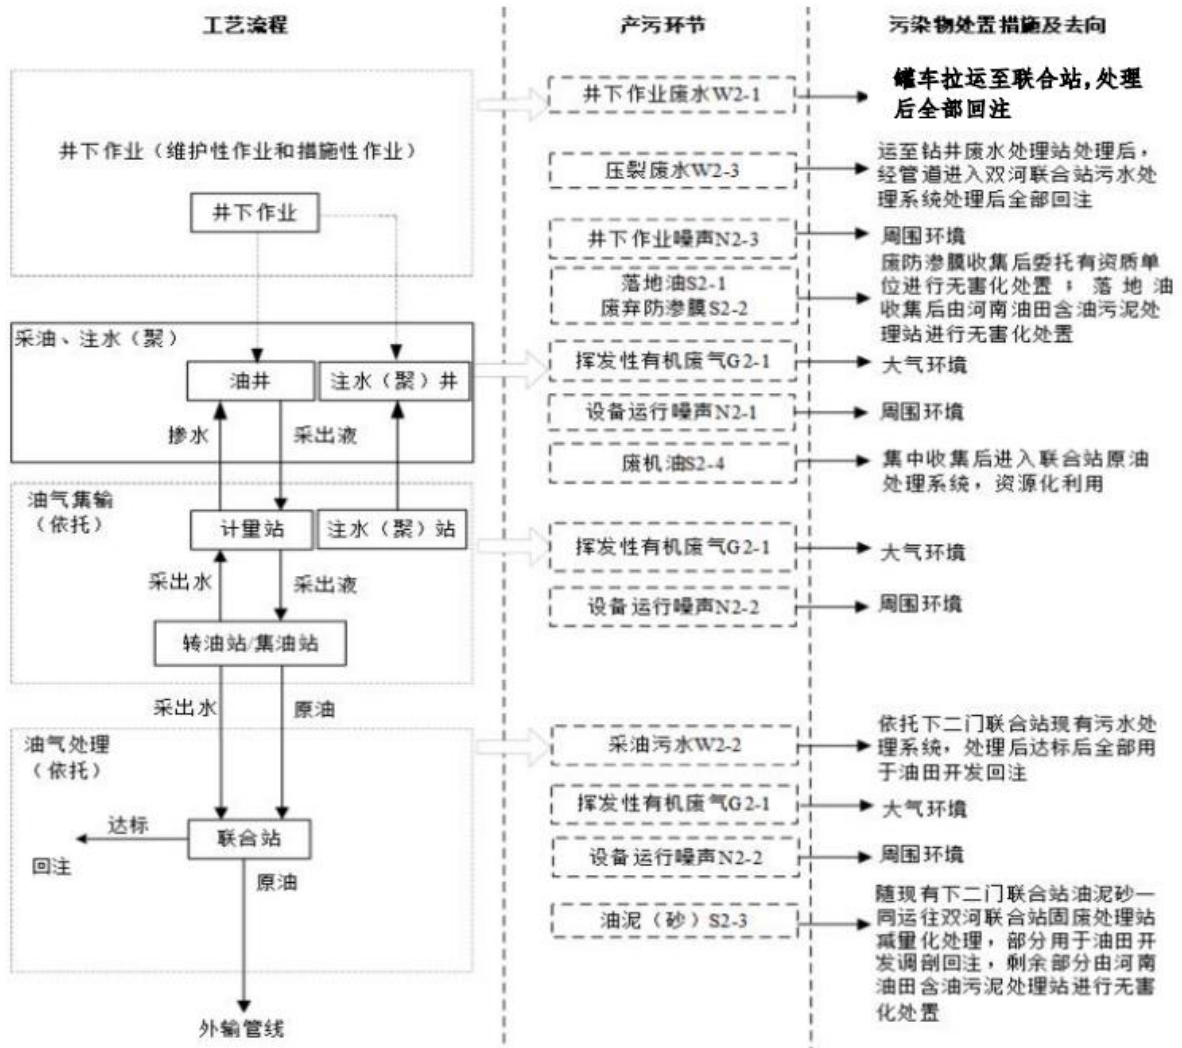 工艺流程
产污环节
污染物处置措施及去向
井下作业（维护性作业和措施性作业）
井下作业
采油、注水（聚）
油井
注水（聚）井
掺水
采出液
油气集输
（依托）
计量站
注水（聚）站
采出水
采出液
转油站/集油站
采出水
原油
油气处理
（依托）
达标
联合站
回注
原油
外输管线
井下作业废水W2-1
压裂废水W2-3
井下作业噪声N2-3
落地油S2-1
废弃防渗膜S2-2
挥发性有机废气G2-1
设备运行噪声N2-1
废机油S2-4
挥发性有机废气G2-1
设备运行噪声N2-2
采油污水W2-2
挥发性有机废气G2-1
设备运行噪声N2-2
油泥（砂）S2-3
罐车拉运至联合站,处理
后全部回注
运至钻井废水处理站处理后，
经管道进入双河联合站污水处
理系统处理后全部回注
周围环境
废防渗膜收集后委托有资质单
位进行无害化处置；落地油
收集后由河南油田含油污泥处
理站进行无害化处置
大气环境
周围环境
集中收集后进入联合站原油
处理系统，资源化利用
大气环境
周围环境
依托下二门联合站现有污水处
理系统，处理后达标后全部用
于油田开发回注
大气环境
周围环境
随现有下二门联合站油泥砂一
同运往双河联合站固废处理站
减量化处理，部分用于油田开
发调剖回注，剩余部分由河南
油田含油污泥处理站进行无害
化处置